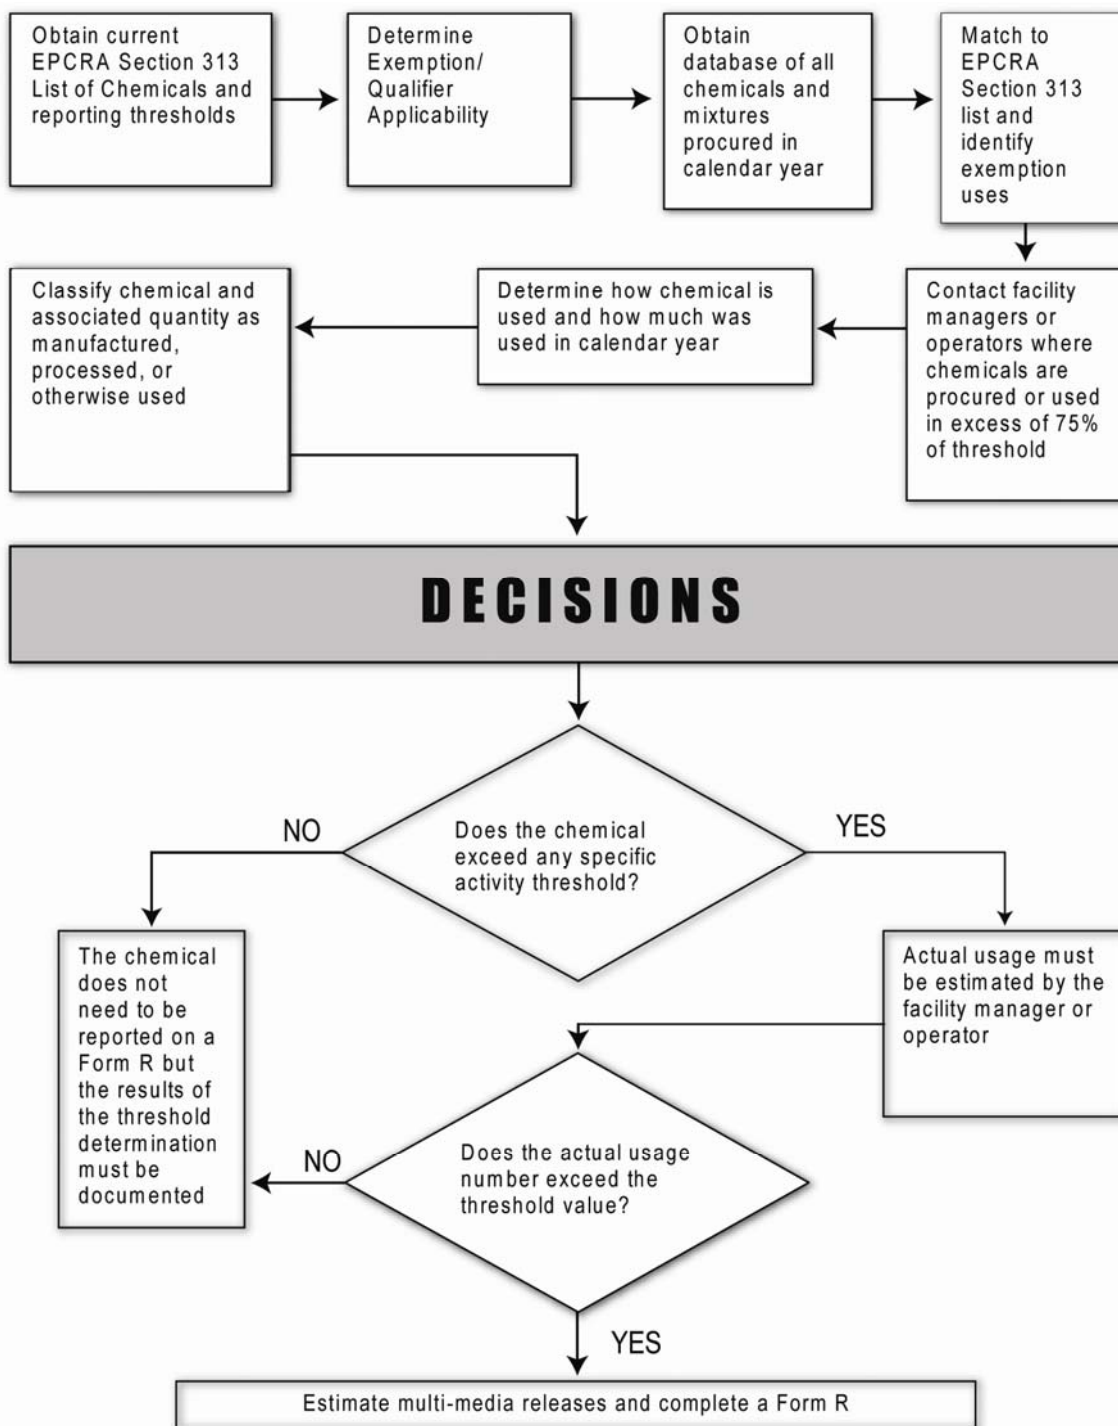 Obtain current
EPCRA Section 313
List of Chemicals and
reporting thresholds
Determine
Exemption/
Qualifier
Applicability
Obtain
database of all
chemicals and
mixtures
procured in
calendar year
Match to
EPCRA
Section 313
list and
identify
exemption
uses
Contact facility
managers or
operators where
chemicals are
procured or used
in excess of 75%
of threshold
Determine how chemical is
used and how much was
used in calendar year
Classify chemical and
associated quantity as
manufactured,
processed, or
otherwise used
DECISIONS
Does the chemical
exceed any specific
activity threshold?
NO
YES
The chemical
does not
need to be
reported on a
Form R but
the results of
the threshold
determination
must be
documented
Actual usage must
be estimated by the
facility manager or
operator
Does the actual usage
number exceed the
threshold value?
NO
YES
Estimate multi-media releases and complete a Form R